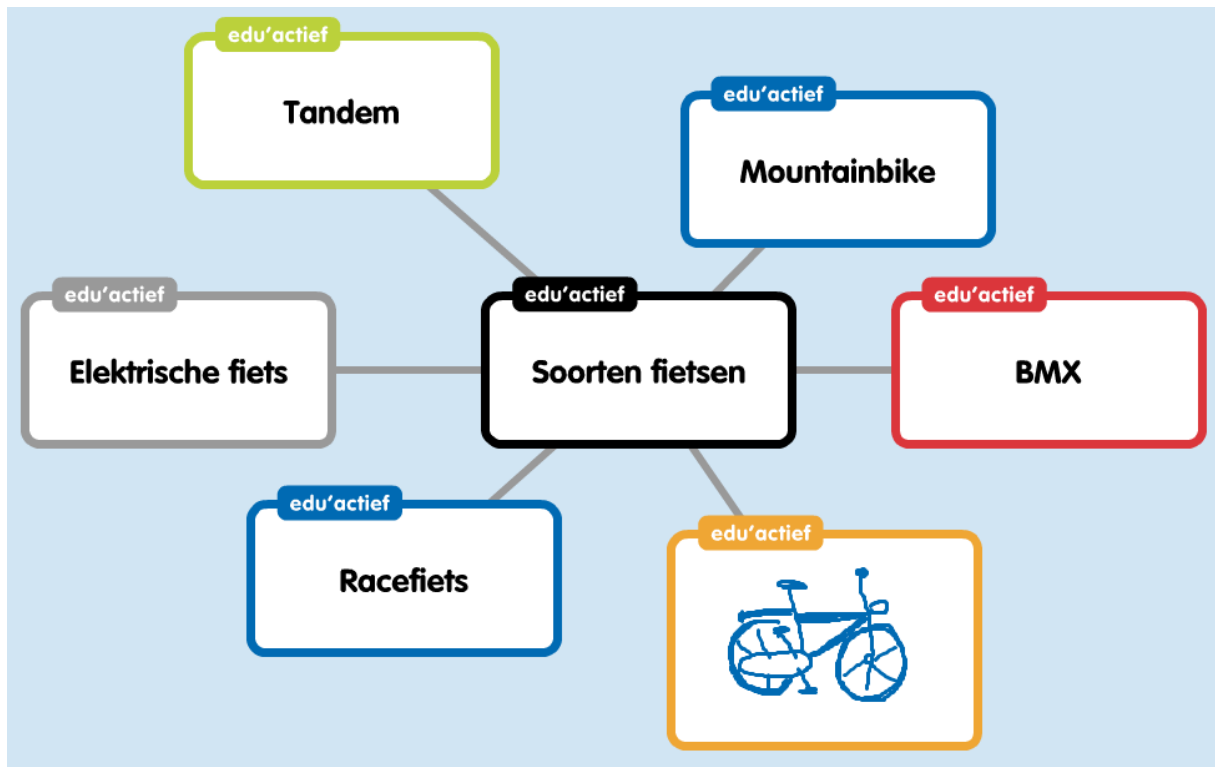 edu'actief
Tandem
edu'actief
Mountainbike
edu'actief
Elektrische fiets
edu'actief
Soorten fietsen
edu'actief
BMX
edu'actief
Racefiets
edu'actief